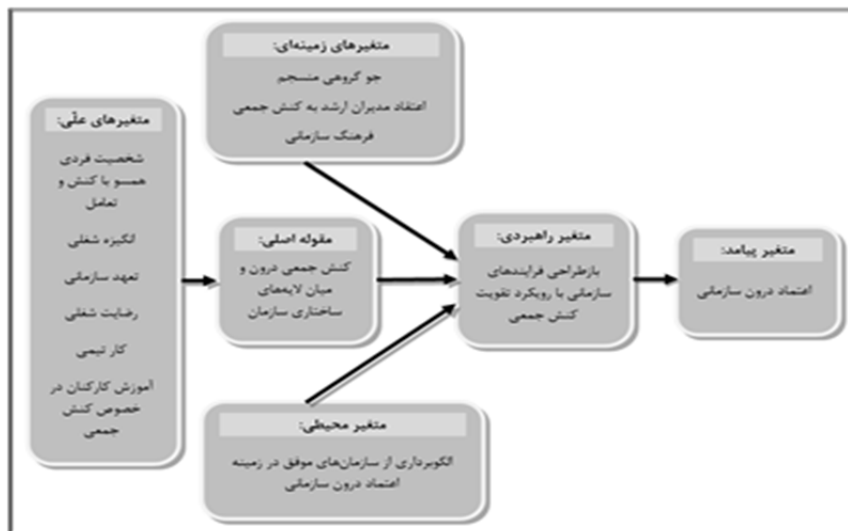 متغیرهای زمینه‌ای:
جو گروهی منسجم
اعتقاد مدیران ارشد به کنش جمعی
فرهنگ سازمانی
متغیرهای علّی:
شخصیت فردی
همسو با کنش و
تعامل
انگیزه شغلی
تعهد سازمانی
رضایت شغلی
کار تیمی
آموزش کارکنان در
خصوص کنش
جمعی
مقوله اصلی:
کنش جمعی درون و
میان لایه‌های
ساختاری سازمان
متغیر راهبردی:
بازطراحی فرایندهای
سازمانی با رویکرد تقویت
کنش جمعی
متغیر پیامد:
اعتماد درون سازمانی
متغیر محیطی:
الگوبرداری از سازمان‌های موفق در زمینه
اعتماد درون سازمانی